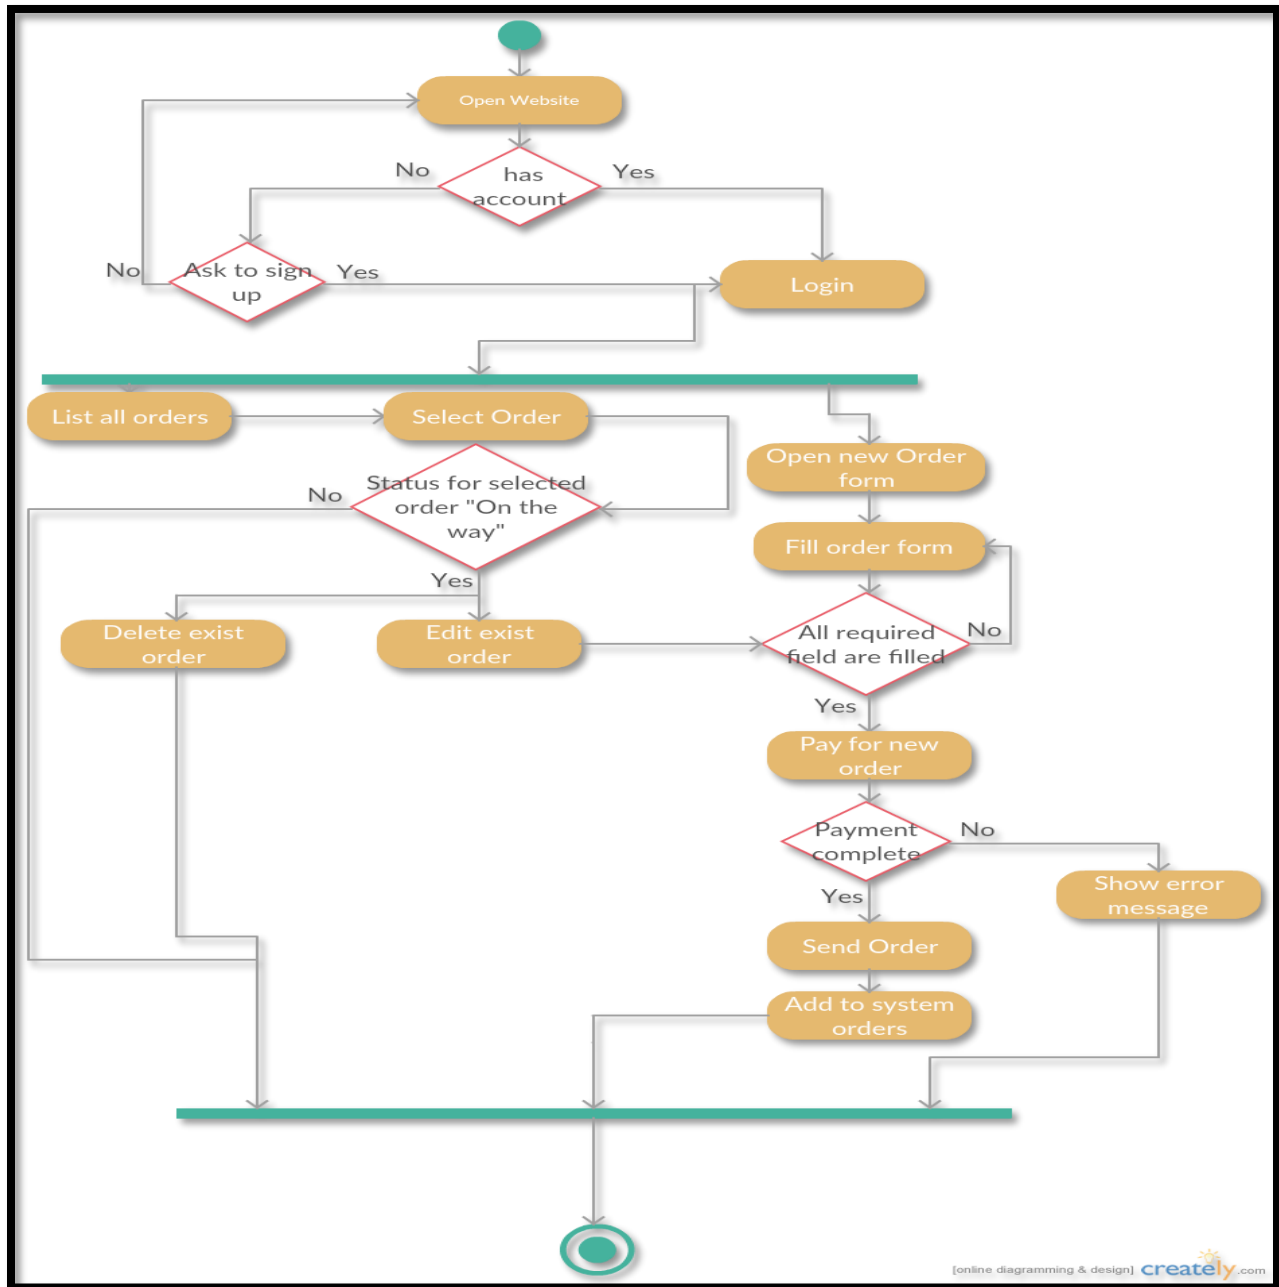 Open Website
No
has
account
Yes
No
Ask to sign
up
Yes
Login
List all orders
Select Order
Open new Order
form
No
Status for selected
order "On the
way"
Fill order form
Yes
Delete exist
order
Edit exist
order
All required
field are filled
No
Yes
Pay for new
order
Payment
complete
No
Yes
Show error
message
Send Order
Add to system
orders
[online diagramming & design] creately.com